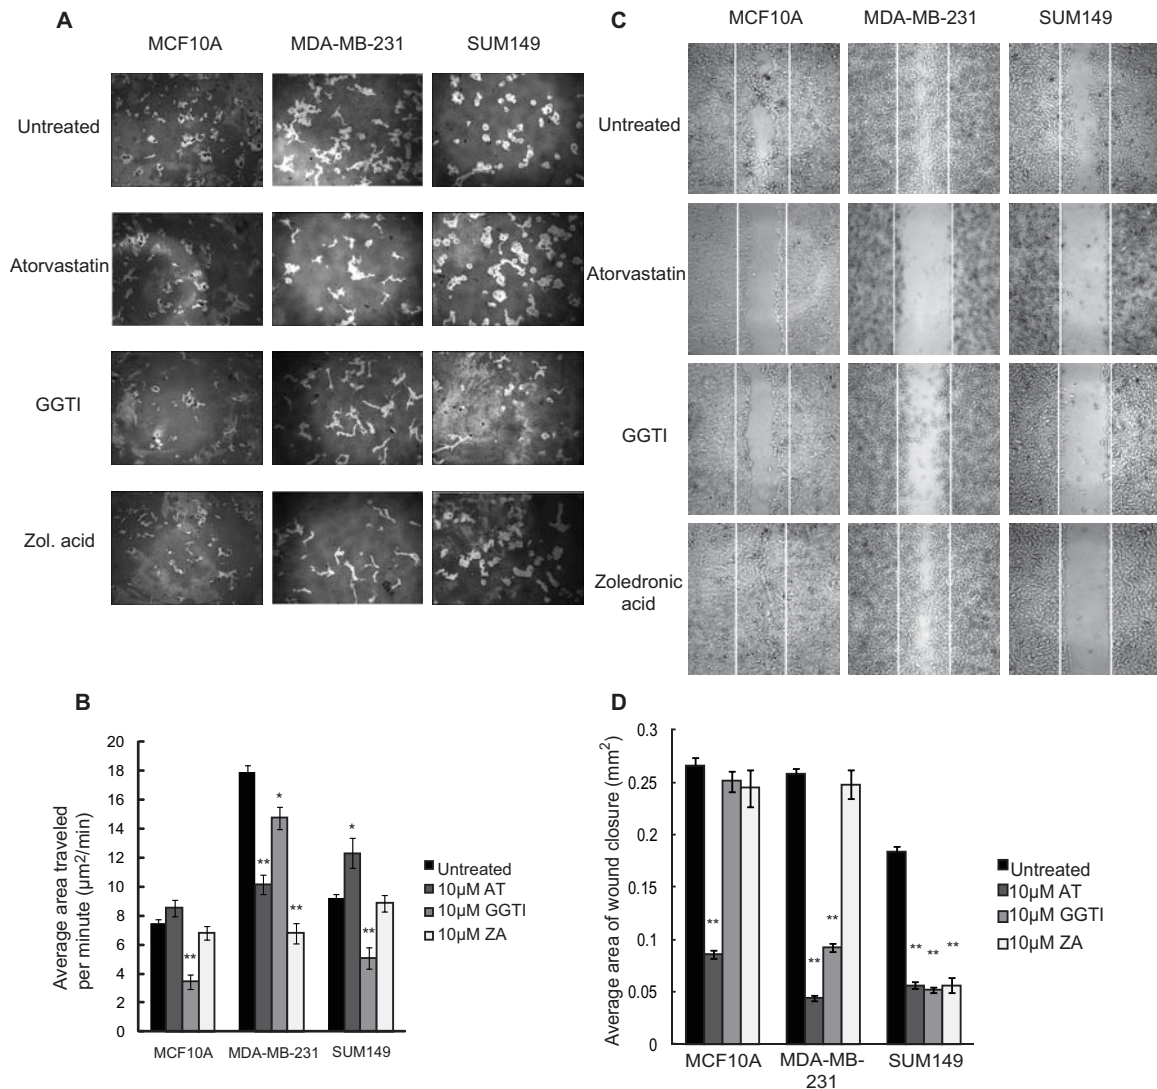 A
MCF10A MDA-MB-231 SUM149
Untreated
Atorvastatin
GGTI
Zol. acid
C
MCF10A MDA-MB-231 SUM149
Untreated
Atorvastatin
GGTI
Zoledronic
acid
B
Average area traveled
per minute (µm²/min)
20
18
16
14
12
10
8
6
4
2
0
**
**
*
**
*
**
MCF10A MDA-MB-231 SUM149
Untreated
10µM AT
10µM GGTI
10µM ZA
D
Average area of wound closure (mm²)
0.3
0.25
0.2
0.15
0.1
0.05
0
**
**
**
** ** **
MCF10A MDA-MB-
231 SUM149
Untreated
10µM AT
10µM GGTI
10µM ZA